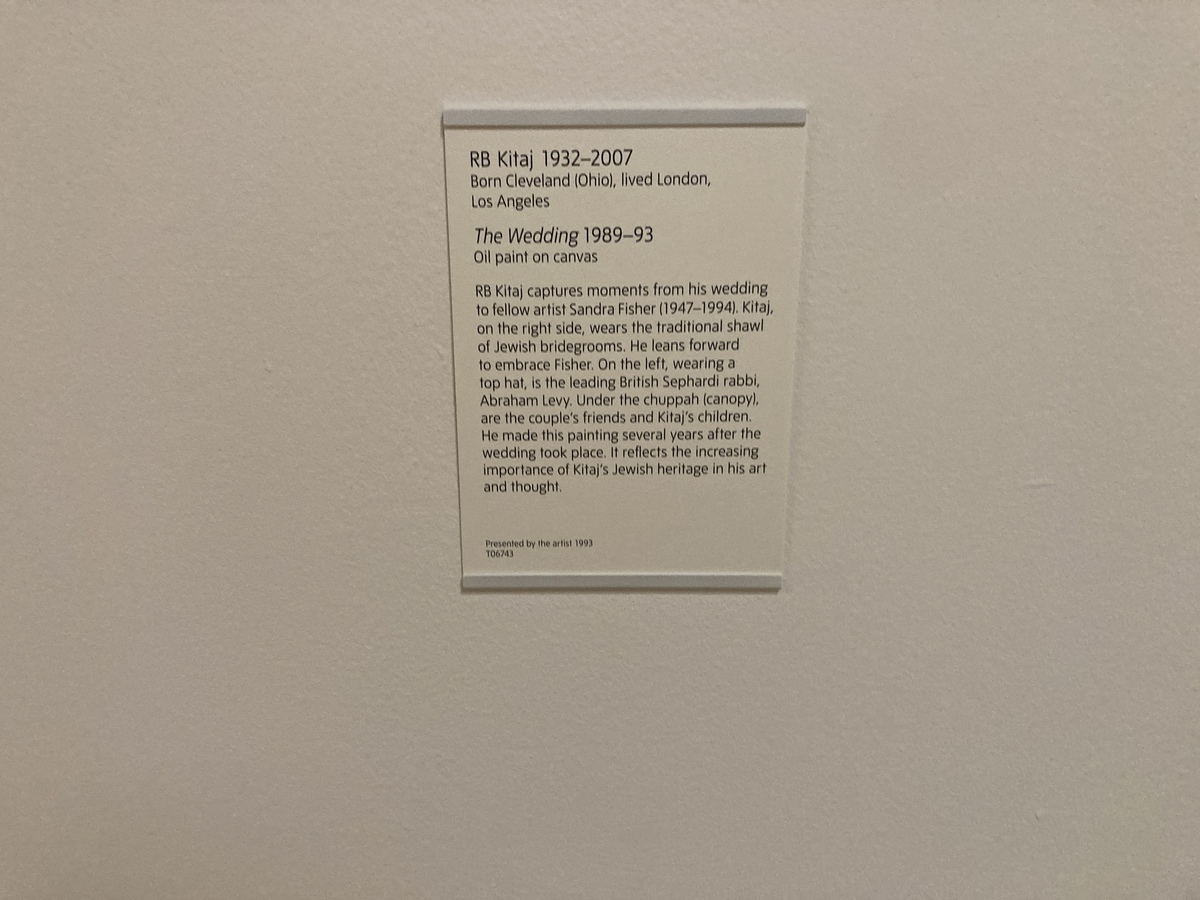 RB Kitaj 1932–2007
Born Cleveland (Ohio), lived London,
Los Angeles
The Wedding 1989–93
Oil paint on canvas
RB Kitaj captures moments from his wedding
to fellow artist Sandra Fisher (1947–1994). Kitaj,
on the right side, wears the traditional shawl
of Jewish bridegrooms. He leans forward
to embrace Fisher. On the left, wearing a
top hat, is the leading British Sephardi rabbi,
Abraham Levy. Under the chuppah (canopy),
are the couple's friends and Kitaj's children.
He made this painting several years after the
wedding took place. It reflects the increasing
importance of Kitaj's Jewish heritage in his art
and thought.
Presented by the artist 1993
T06743